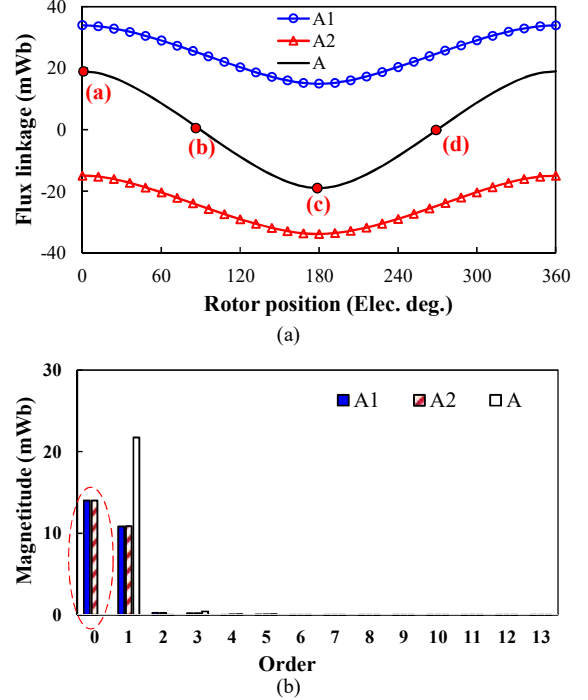 40
20
0
-20
-40
Flux linkage (mWb)
A1
A2
A
(a)
(b)
(c)
(d)
0 60 120 180 240 300 360
Rotor position (Elec. deg.)
(a)
30
20
10
0
Magnetitude (mWb)
A1 A2 A
0 1 2 3 4 5 6 7 8 9 10 11 12 13
Order
(b)